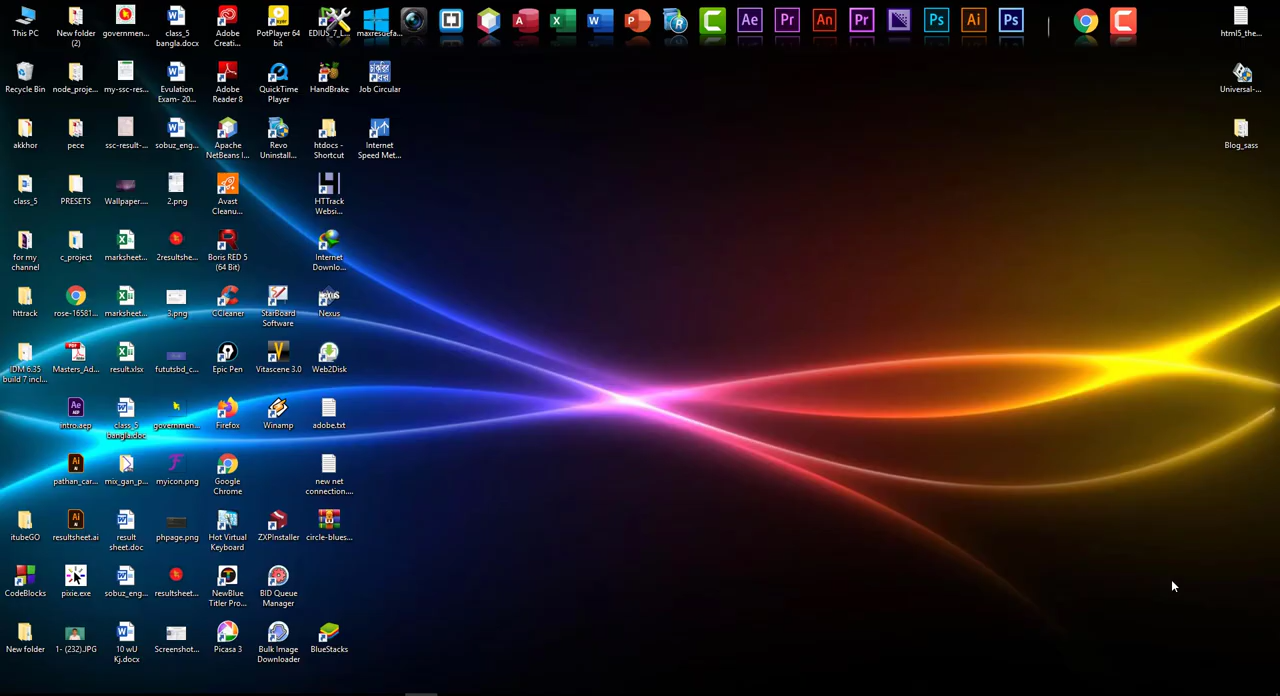 This PC
New folder
(2)
governmen...
class_5
bangla.docx
Adobe
Creati...
PotPlayer 64
bit
EDIUS_7_L...
maxresdefa...
html5_the...
Recycle Bin
node_proje...
my-ssc-res...
Evulation
Exam- 20...
Adobe
Reader 8
QuickTime
Player
HandBrake
Job Circular
Universal-...
akkhor
pece
ssc-result-...
sobuz_eng...
Apache
NetBeans I...
Revo
Uninstall...
htdocs -
Shortcut
Internet
Speed Met...
Blog_sass
class_5
PRESETS
Wallpaper....
2.png
Avast
Cleanu...
HTTrack
Websi...
for my
channel
c_project
marksheet...
2resultshe...
Boris RED 5
(64 Bit)
Internet
Downlo...
httrack
rose-16581...
marksheet...
3.png
CCleaner
StarBoard
Software
Nexus
IDM 6.35
build 7 incl...
Masters_Ad...
result.xlsx
fututsbd_c...
Epic Pen
Vitascene 3.0
Web2Disk
intro.aep
class_5
bangla.doc
governmen...
Firefox
Winamp
adobe.txt
pathan_car...
mix_gan_p...
myicon.png
Google
Chrome
new net
connection....
itubeGO
resultsheet.ai
result
sheet.doc
phppage.png
Hot Virtual
Keyboard
ZXPInstaller
circle-blues...
CodeBlocks
pixie.exe
sobuz_eng...
resultsheet...
NewBlue
Titler Pro...
BID Queue
Manager
New folder
1- (232).JPG
10 wU
Kj.docx
Screenshot...
Picasa 3
Bulk Image
Downloader
BlueStacks